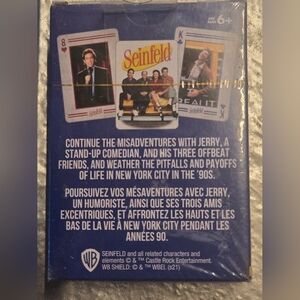 6+
8
Seinfeld
K
CONTINUE THE MISADVENTURES WITH JERRY, A
STAND-UP COMEDIAN, AND HIS THREE OFFBEAT
FRIENDS, AND WEATHER THE PITFALLS AND PAYOFFS
OF LIFE IN NEW YORK CITY IN THE '90s.
POURSUIVEZ VOS MÉSAVENTURES AVEC JERRY,
UN HUMORISTE, AINSI QUE SES TROIS AMIS
EXCENTRIQUES, ET AFFRONTEZ LES HAUTS ET LES
BAS DE LA VIE À NEW YORK CITY PENDANT LES
ANNÉES 90.
WB
SEINFELD and all related characters and
elements © & ™ Castle Rock Entertainment.
WB SHIELD: © & ™ WBEI. (s21)